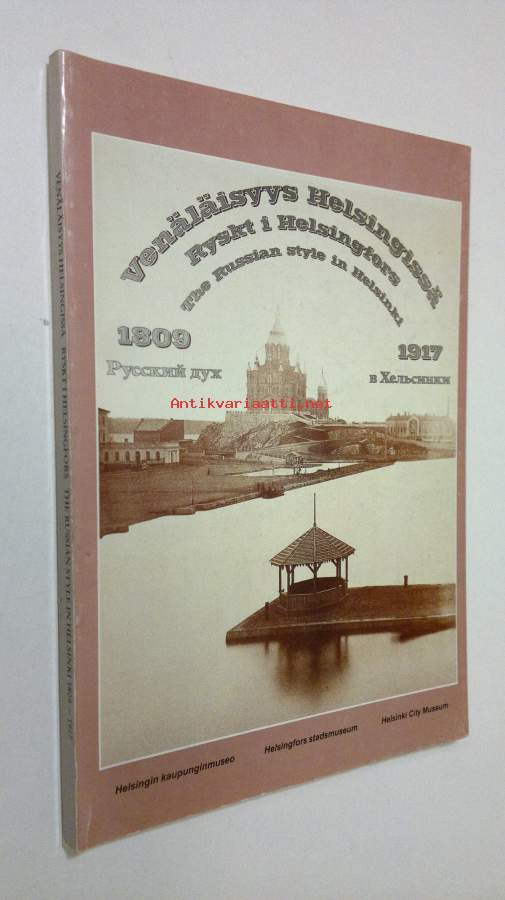 Venäläisyys Helsingissä
Ryskt i Helsingfors
The Russian style in Helsinki
1809
1917
Русский дух
в Хельсинки
Antikvariaatti.net
Helsingin kaupunginmuseo
Helsingfors stadsmuseum
Helsinki City Museum
VENÄLÄISYYS HELSINGISSÄ RYSKT I HELSINGFORS THE RUSSIAN STYLE IN HELSINKI 1809 – 1917